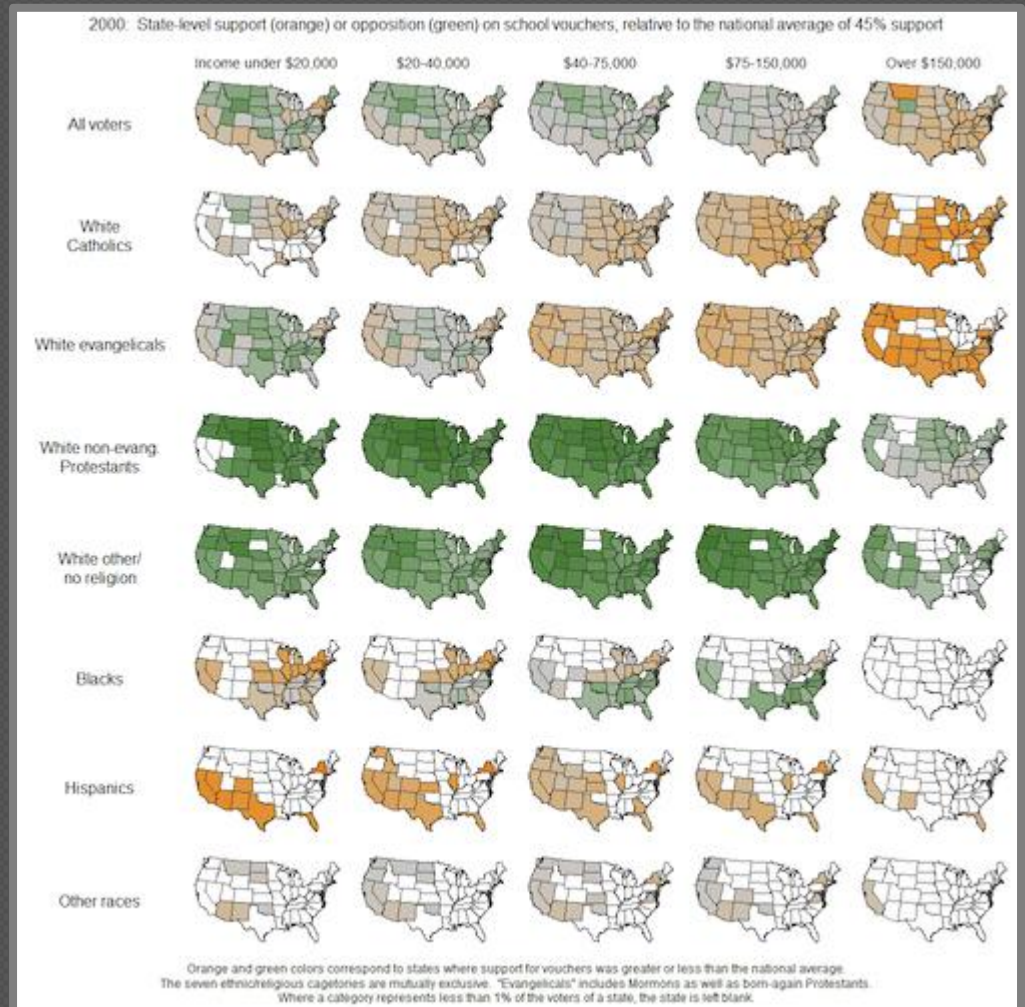 2000: State-level support (orange) or opposition (green) on school vouchers, relative to the national average of 45% support
Income under $20,000 $20-40,000 $40-75,000 $75-150,000 Over $150,000
All voters
White
Catholics
White evangelicals
White non-evang.
Protestants
White other/
no religion
Blacks
Hispanics
Other races
Orange and green colors correspond to states where support for vouchers was greater or less than the national average.
The seven ethnic/religious cagetories are mutually exclusive. "Evangelicals" includes Mormons as well as born-again Protestants.
Where a category represents less than 1% of the voters of a state, the state is left blank.